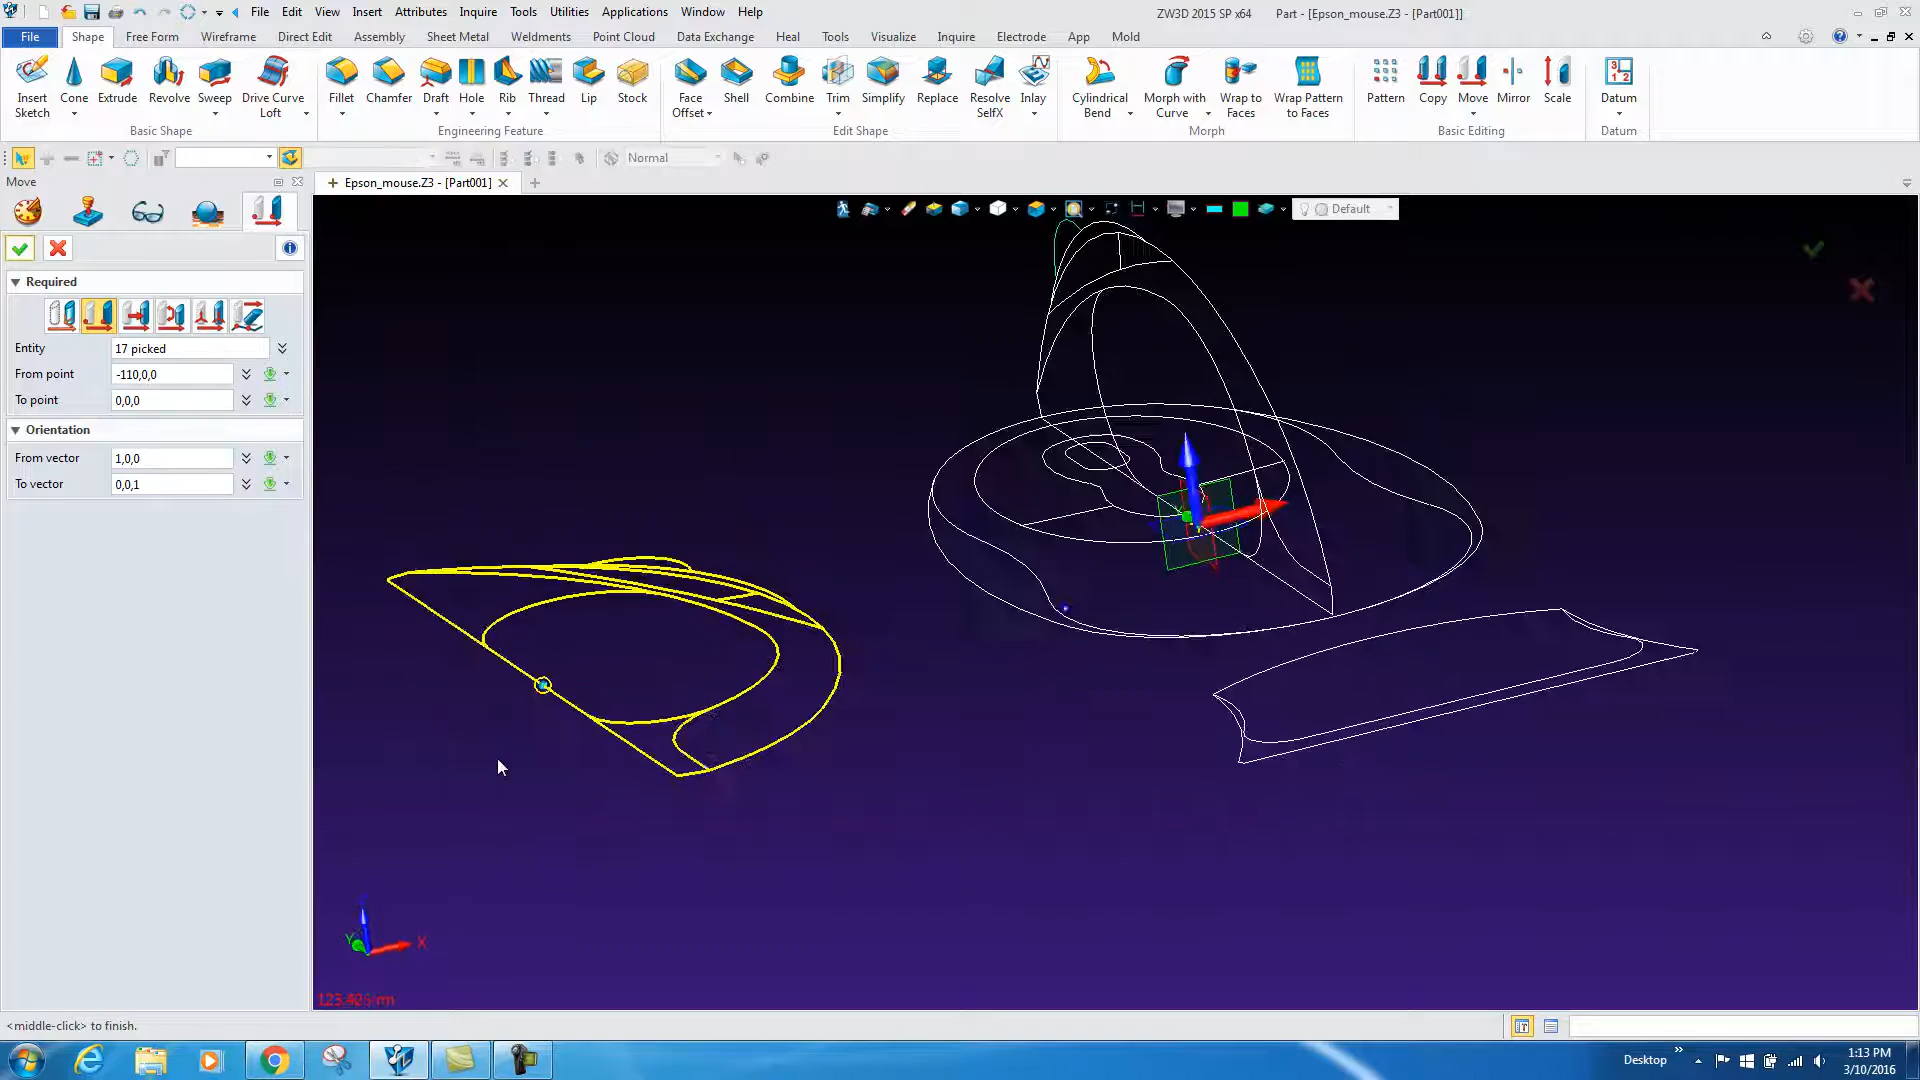 File Edit View Insert Attributes Inquire Tools Utilities Applications Window Help
ZW3D 2015 SP x64 Part - [Epson_mouse.Z3 - [Part001]]
File Shape Free Form Wireframe Direct Edit Assembly Sheet Metal Weldments Point Cloud Data Exchange Heal Tools Visualize Inquire Electrode App Mold
Insert Sketch Cone Extrude Revolve Sweep Drive Curve Loft
Basic Shape
Fillet Chamfer Draft Hole Rib Thread Lip Stock
Engineering Feature
Face Offset Shell Combine Trim Simplify Replace Resolve SelfX Inlay
Edit Shape
Cylindrical Bend Morph with Curve Wrap to Faces Wrap Pattern to Faces
Morph
Pattern Copy Move Mirror Scale
Basic Editing
Datum
Datum
Normal
Move
Epson_mouse.Z3 - [Part001]
Default
Required
Entity 17 picked
From point -110,0,0
To point 0,0,0
Orientation
From vector 1,0,0
To vector 0,0,1
Y X
<middle-click> to finish.
Desktop
1:13 PM
3/10/2016